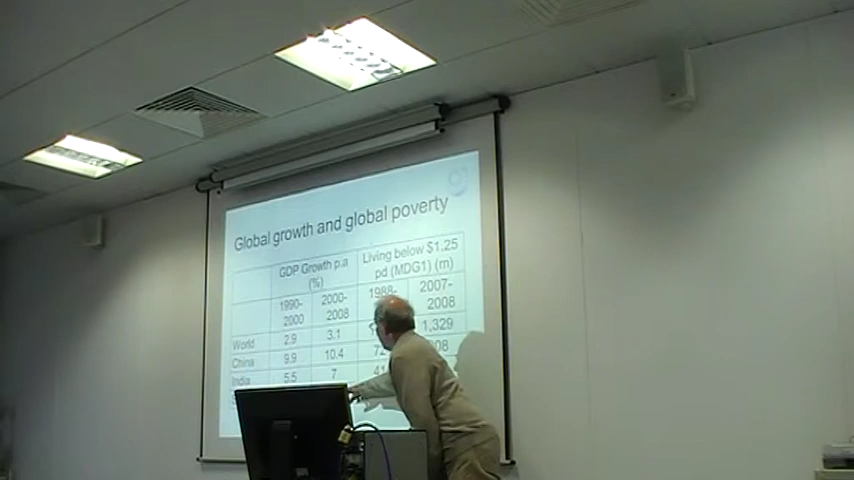 Global growth and global poverty
GDP Growth p.a Living below $1.25
(%) pd (MDG1) (m)
1990- 2000- 1988- 2007-
2000 2008 2008
World 2.9 3.1 1,329
China 9.9 10.4
India 5.5 7